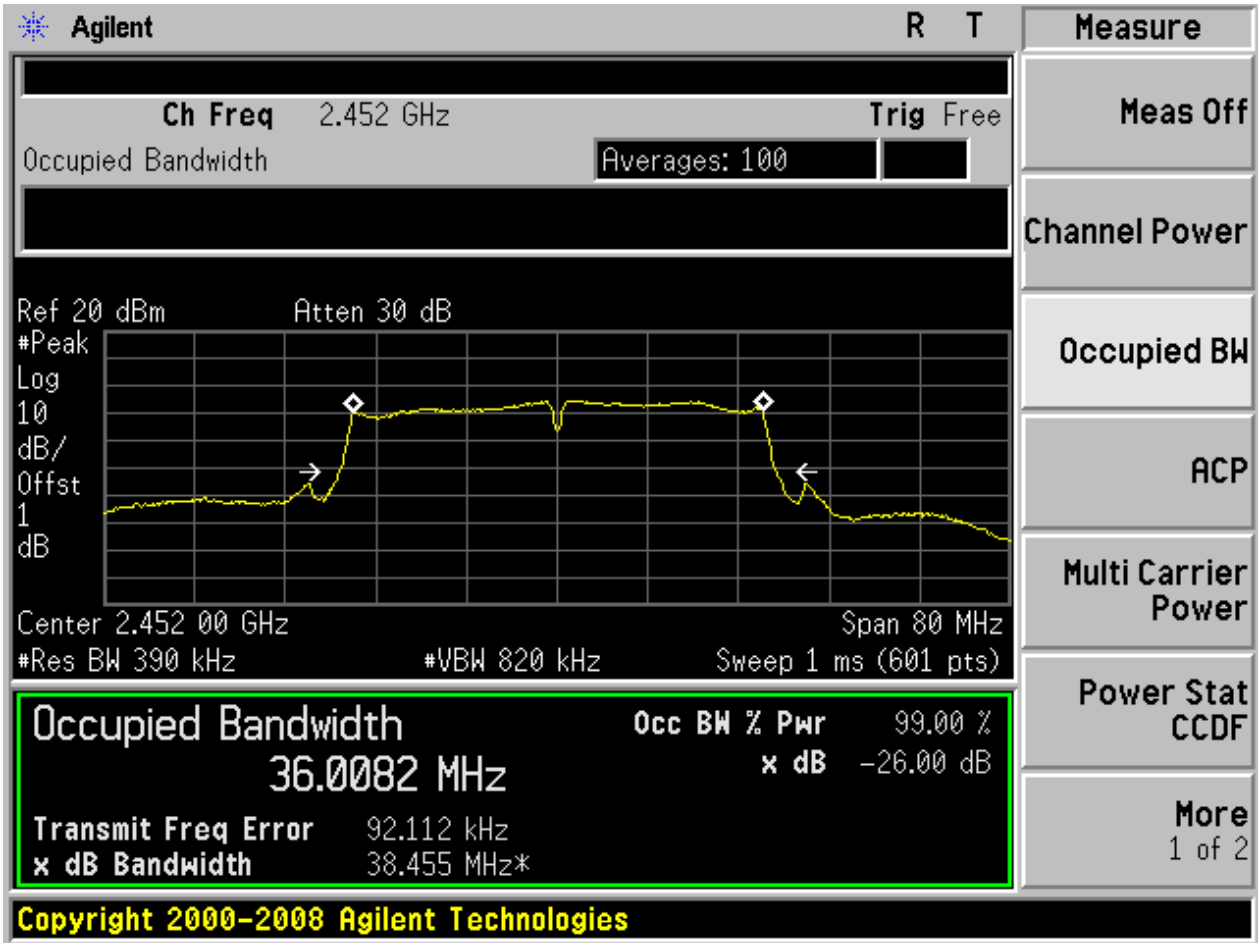 Agilent R T
Measure
Ch Freq 2.452 GHz Trig Free
Occupied Bandwidth Averages: 100
Meas Off
Channel Power
Ref 20 dBm Atten 30 dB
#Peak
Log
10
dB/
Offst
1
dB
Occupied BW
ACP
Center 2.452 00 GHz Span 80 MHz
#Res BW 390 kHz #VBW 820 kHz Sweep 1 ms (601 pts)
Multi Carrier
Power
Occupied Bandwidth
36.0082 MHz
Occ BW % Pwr 99.00 %
x dB -26.00 dB
Transmit Freq Error 92.112 kHz
x dB Bandwidth 38.455 MHz*
Power Stat
CCDF
More
1 of 2
Copyright 2000-2008 Agilent Technologies